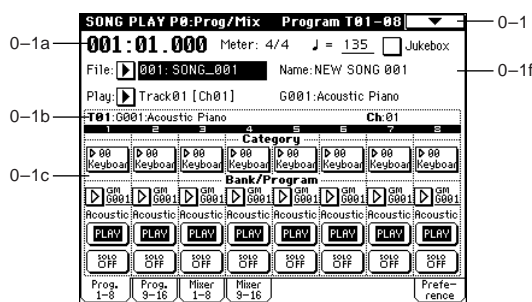 SONG PLAY P0:Prog/Mix Program T01-08
0-1
0-1a
001:01.000 Meter: 4/4 ♩ = 135 Jukebox
File: 001: SONG_001 Name:NEW SONG 001
0-1f
Play: Track01 [Ch01] G001:Acoustic Piano
0-1b
T01:G001:Acoustic Piano Ch:01
1 2 3 4 5 6 7 8
Category
00 00 00 00 00 00 00 00
Keyboar Keyboar Keyboar Keyboar Keyboar Keyboar Keyboar Keyboar
0-1c
Bank/Program
GM GM GM GM GM GM GM GM
G001 G001 G001 G001 G001 G001 G001 G001
Acoustic Acoustic Acoustic Acoustic Acoustic Acoustic Acoustic Acoustic
PLAY PLAY PLAY PLAY PLAY PLAY PLAY PLAY
SOLO SOLO SOLO SOLO SOLO SOLO SOLO SOLO
OFF OFF OFF OFF OFF OFF OFF OFF
Prog. Prog. Mixer Mixer Prefe-
1-8 9-16 1-8 9-16 rence